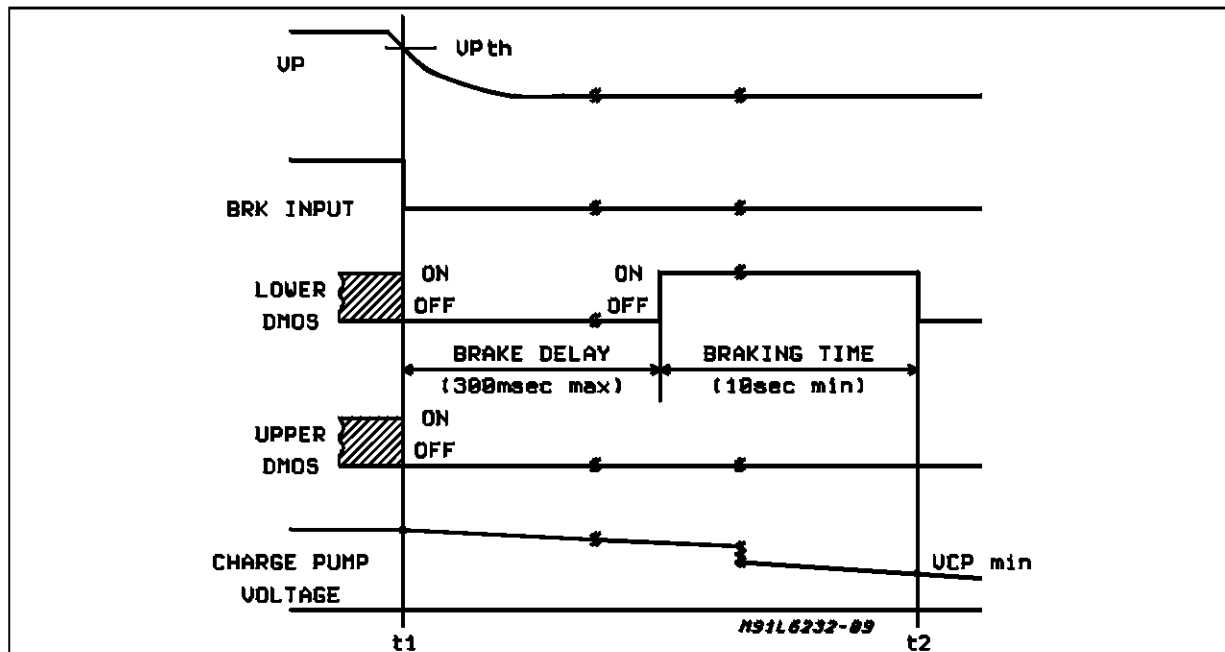 VP
VPth
BRK INPUT
LOWER
DMOS
ON
OFF
ON
OFF
BRAKE DELAY
(300msec max)
BRAKING TIME
(10sec min)
UPPER
DMOS
ON
OFF
CHARGE PUMP
VOLTAGE
VCP min
M91L6232-09
t1
t2